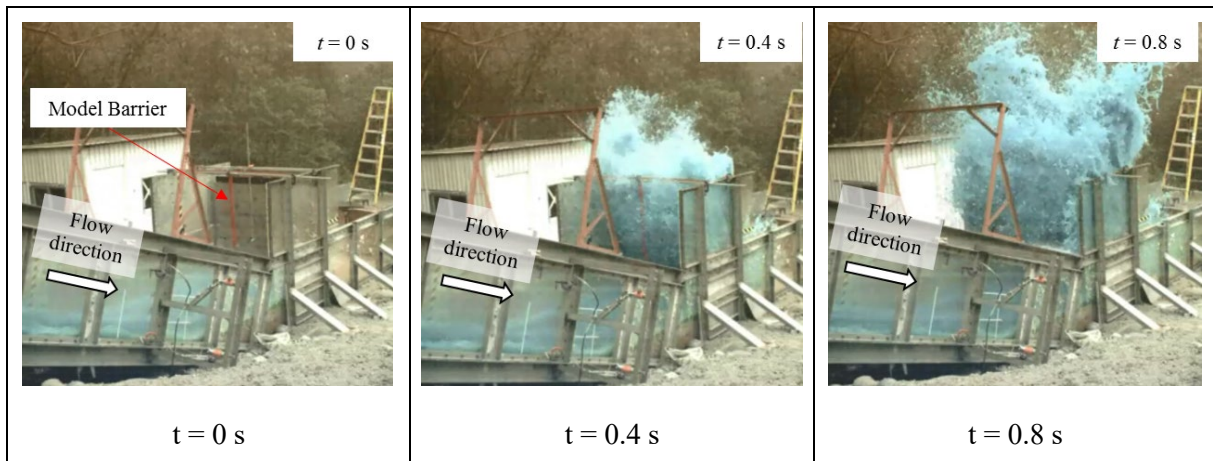 t = 0 s
Model Barrier
Flow
direction
t = 0.4 s
Flow
direction
t = 0.8 s
Flow
direction
t = 0 s
t = 0.4 s
t = 0.8 s